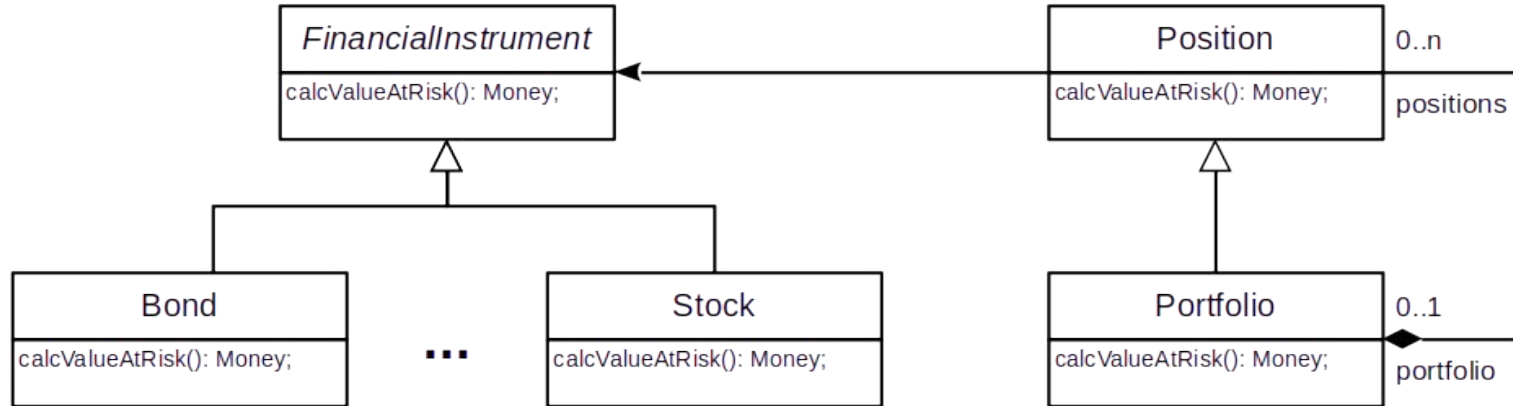 FinancialInstrument
calcValueAtRisk(): Money;
Position
calcValueAtRisk(): Money;
0..n
positions
Bond
calcValueAtRisk(): Money;
...
Stock
calcValueAtRisk(): Money;
Portfolio
calcValueAtRisk(): Money;
0..1
portfolio